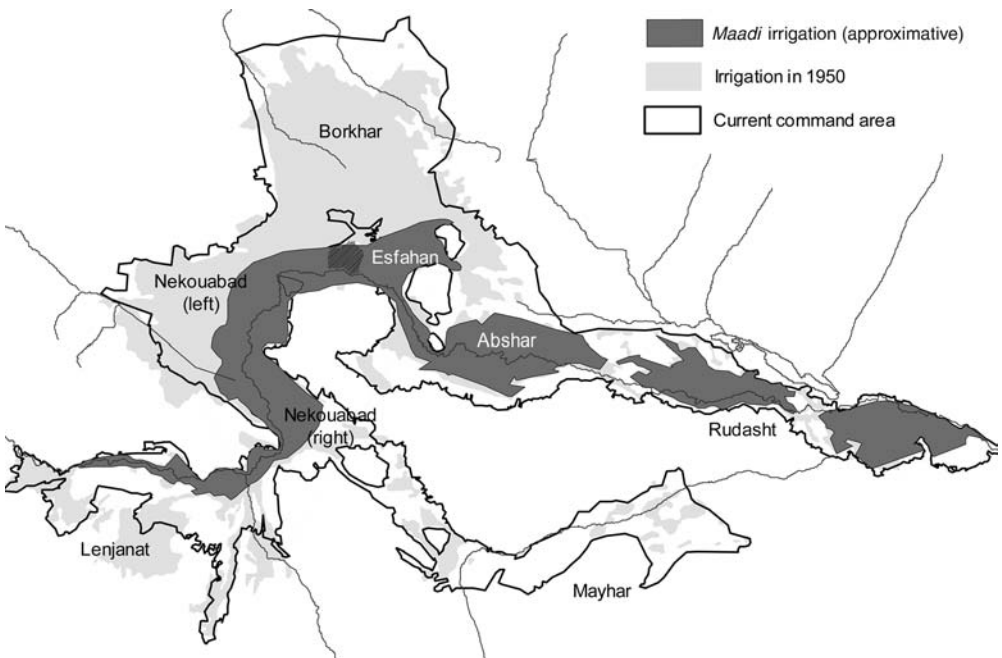 Maadi irrigation (approximative)
Irrigation in 1950
Current command area
Borkhar
Esfahan
Nekouabad
(left)
Abshar
Nekouabad
(right)
Rudasht
Lenjanat
Mayhar